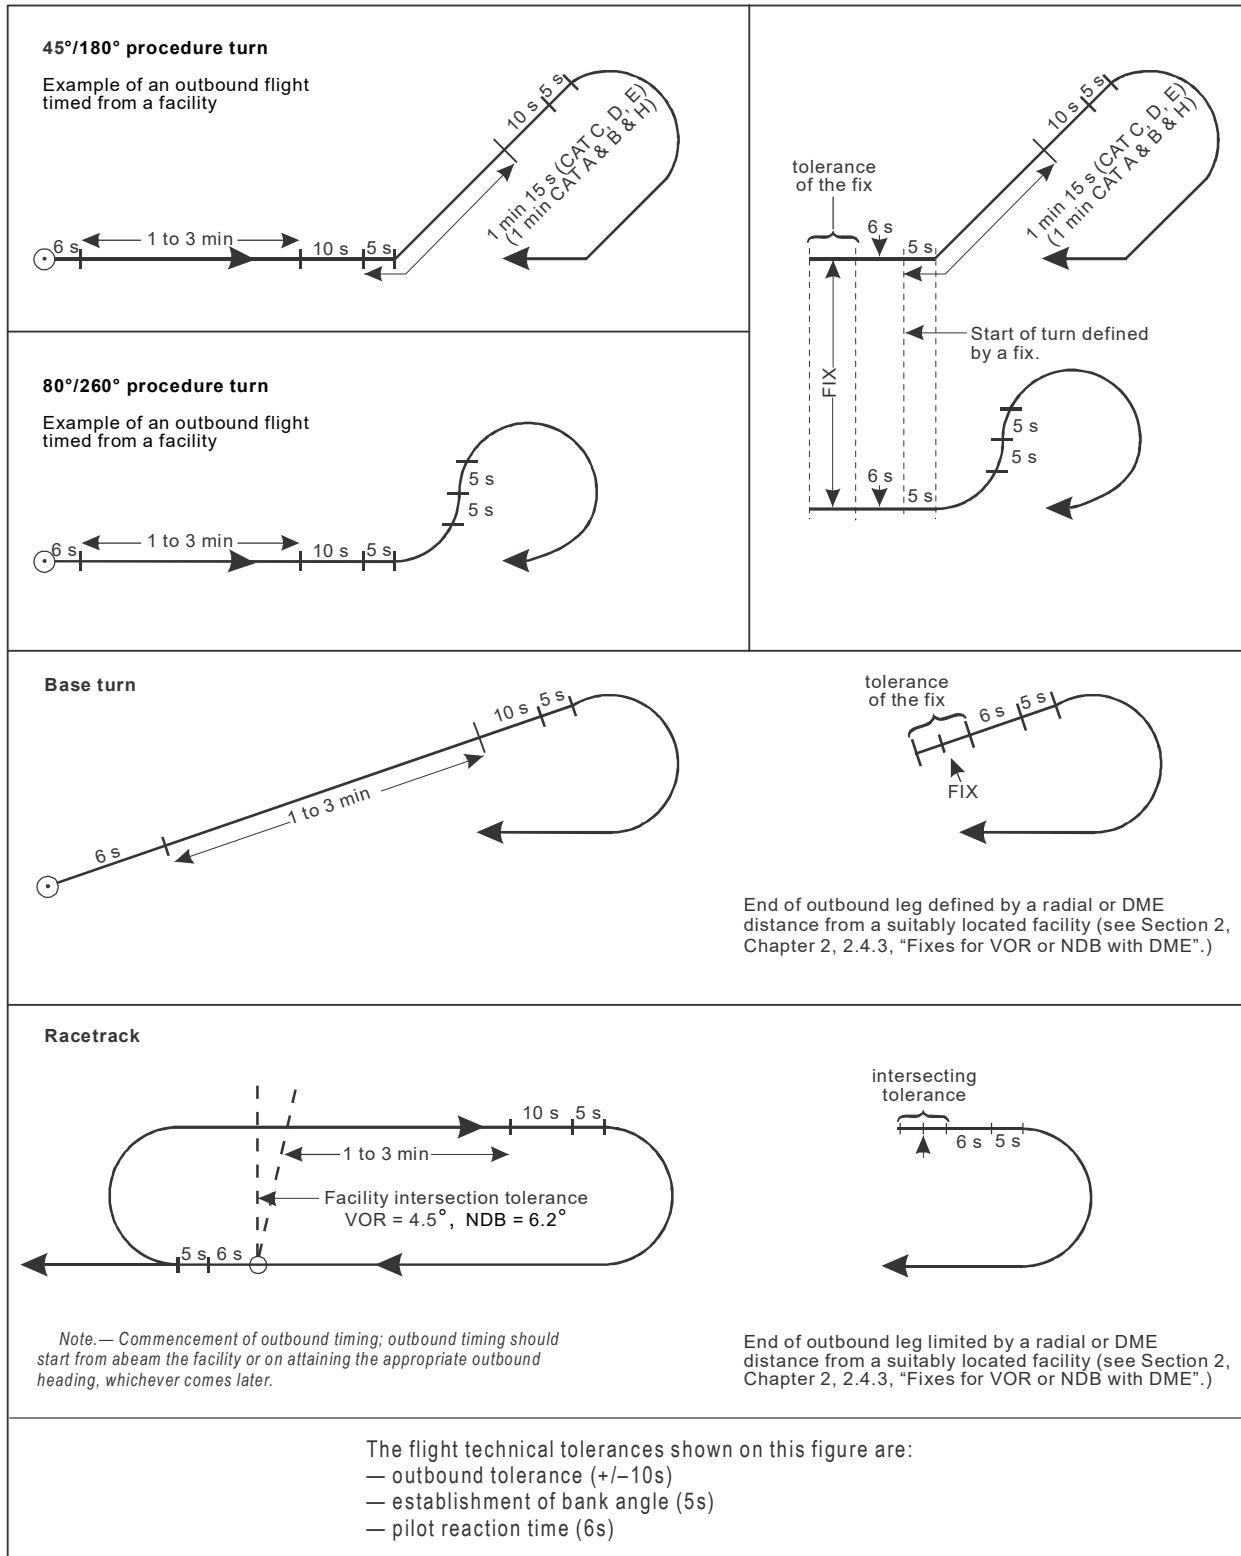 45°/180° procedure turn
Example of an outbound flight
timed from a facility
6 s
1 to 3 min
10 s
5 s
10 s
5 s
1 min 15 s (CAT C, D, E)
(1 min CAT A & B & H)
tolerance
of the fix
6 s
5 s
10 s
5 s
1 min 15 s (CAT C, D, E)
(1 min CAT A & B & H)
Start of turn defined
by a fix.
FIX
6 s
5 s
5 s
5 s
80°/260° procedure turn
Example of an outbound flight
timed from a facility
6 s
1 to 3 min
10 s
5 s
5 s
5 s
Base turn
6 s
1 to 3 min
10 s
5 s
tolerance
of the fix
6 s
5 s
FIX
End of outbound leg defined by a radial or DME
distance from a suitably located facility (see Section 2,
Chapter 2, 2.4.3, “Fixes for VOR or NDB with DME”.)
Racetrack
10 s
5 s
1 to 3 min
Facility intersection tolerance
VOR = 4.5°, NDB = 6.2°
5 s
6 s
intersecting
tolerance
6 s
5 s
Note.— Commencement of outbound timing; outbound timing should
start from abeam the facility or on attaining the appropriate outbound
heading, whichever comes later.
End of outbound leg limited by a radial or DME
distance from a suitably located facility (see Section 2,
Chapter 2, 2.4.3, “Fixes for VOR or NDB with DME”.)
The flight technical tolerances shown on this figure are:
— outbound tolerance (+/–10s)
— establishment of bank angle (5s)
— pilot reaction time (6s)